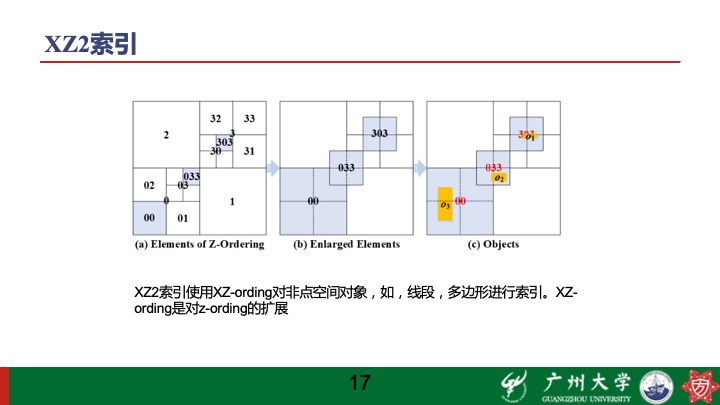 XZ2索引
32
33
2
3
303
30
31
033
02
03
0
1
00
01
(a) Elements of Z-Ordering
303
033
00
(b) Enlarged Elements
303
o1
033
o2
o3
00
(c) Objects
XZ2索引使用XZ-ording对非点空间对象，如，线段，多边形进行索引。XZ-
ording是对z-ording的扩展
17
广州大学
GUANGZHOU UNIVERSITY